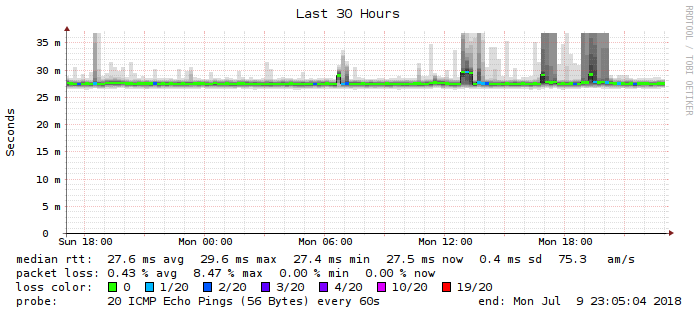 Last 30 Hours
RRDTOOL / TOBI OETIKER
Seconds
35 m
30 m
25 m
20 m
15 m
10 m
5 m
0
Sun 18:00 Mon 00:00 Mon 06:00 Mon 12:00 Mon 18:00
median rtt: 27.6 ms avg 29.6 ms max 27.4 ms min 27.5 ms now 0.4 ms sd 75.3 am/s
packet loss: 0.43 % avg 8.47 % max 0.00 % min 0.00 % now
loss color: 0 1/20 2/20 3/20 4/20 10/20 19/20
probe: 20 ICMP Echo Pings (56 Bytes) every 60s end: Mon Jul 9 23:05:04 2018